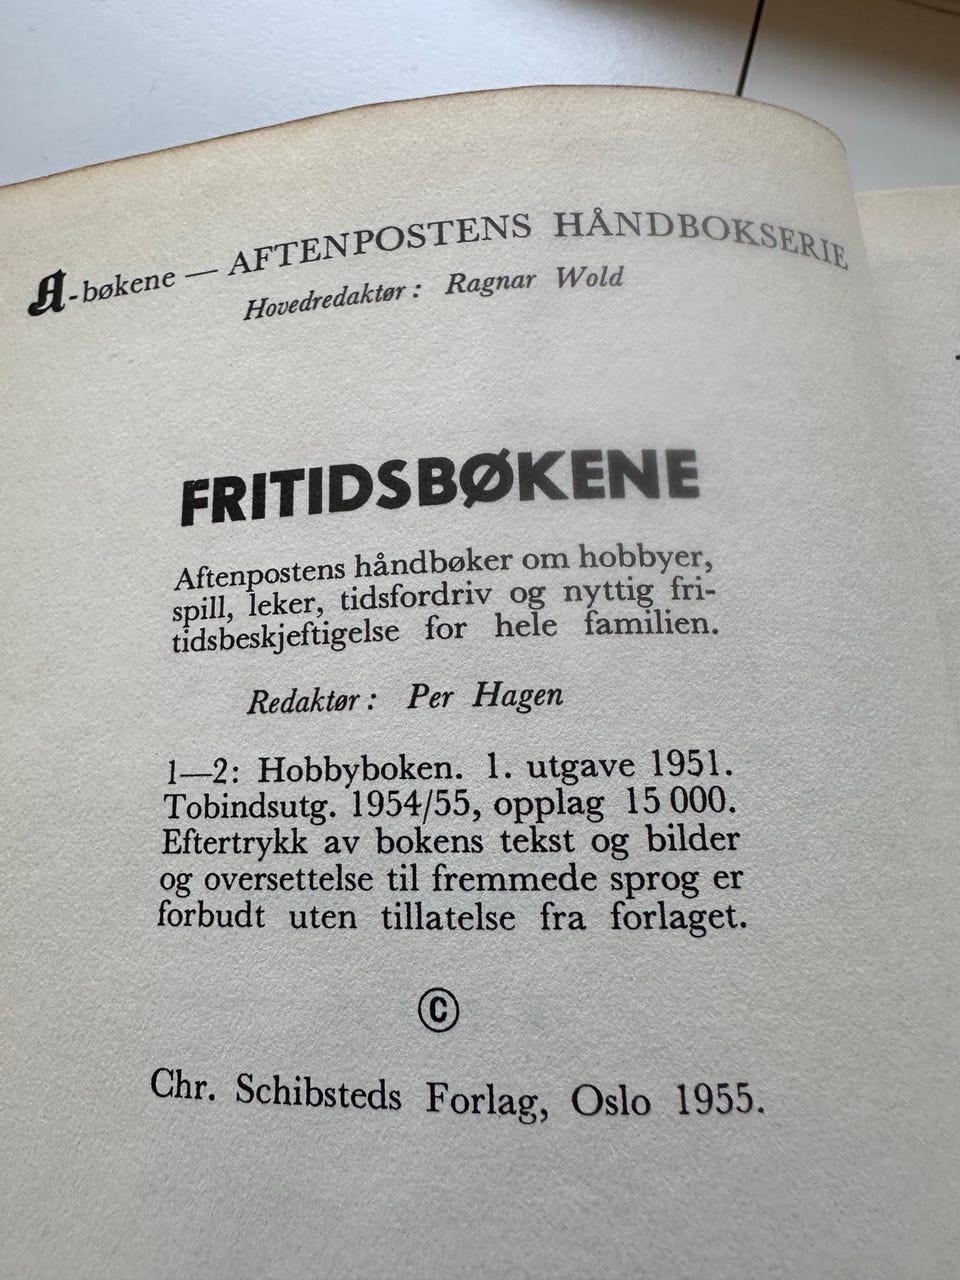 A-bøkene — AFTENPOSTENS HÅNDBOKSERIE
Hovedredaktør: Ragnar Wold
FRITIDSBØKENE
Aftenpostens håndbøker om hobbyer,
spill, leker, tidsfordriv og nyttig fri-
tidsbeskjeftigelse for hele familien.
Redaktør: Per Hagen
1—2: Hobbyboken. 1. utgave 1951.
Tobindsutg. 1954/55, opplag 15 000.
Eftertrykk av bokens tekst og bilder
og oversettelse til fremmede sprog er
forbudt uten tillatelse fra forlaget.
©
Chr. Schibsteds Forlag, Oslo 1955.